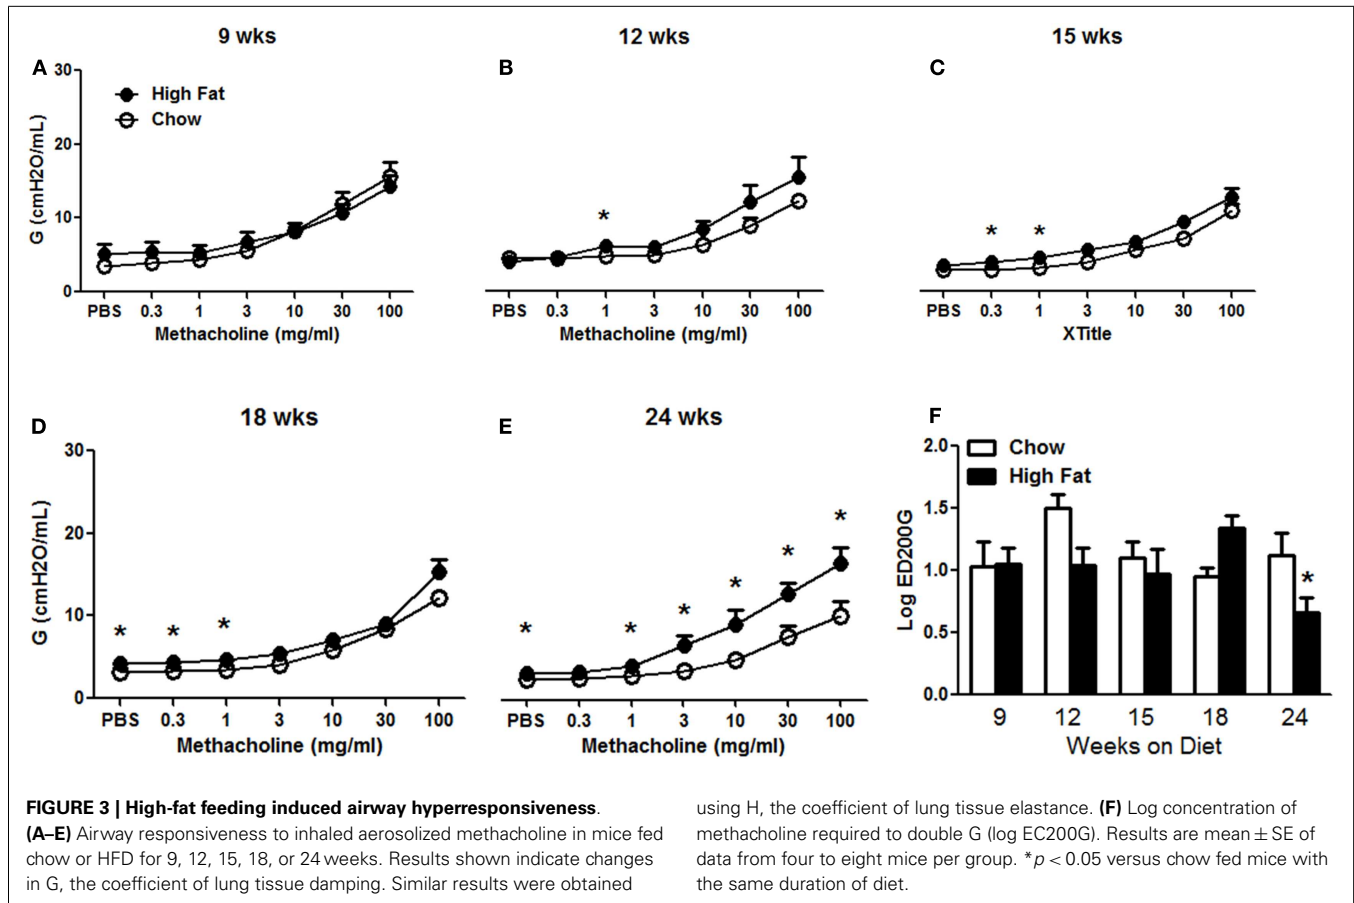 9 wks
12 wks
15 wks
A
B
C
30
20
10
0
G (cmH2O/mL)
High Fat
Chow
*
* *
PBS 0.3 1 3 10 30 100
PBS 0.3 1 3 10 30 100
PBS 0.3 1 3 10 30 100
Methacholine (mg/ml)
Methacholine (mg/ml)
XTitle
18 wks
24 wks
D
E
F
30
20
10
0
G (cmH2O/mL)
* * *
* * * * * *
PBS 0.3 1 3 10 30 100
PBS 0.3 1 3 10 30 100
Methacholine (mg/ml)
Methacholine (mg/ml)
2.0
1.5
1.0
0.5
0.0
Log ED200G
Chow
High Fat
*
9 12 15 18 24
Weeks on Diet
FIGURE 3 | High-fat feeding induced airway hyperresponsiveness.
(A–E) Airway responsiveness to inhaled aerosolized methacholine in mice fed
chow or HFD for 9, 12, 15, 18, or 24 weeks. Results shown indicate changes
in G, the coefficient of lung tissue damping. Similar results were obtained
using H, the coefficient of lung tissue elastance. (F) Log concentration of
methacholine required to double G (log EC200G). Results are mean ± SE of
data from four to eight mice per group. *p < 0.05 versus chow fed mice with
the same duration of diet.